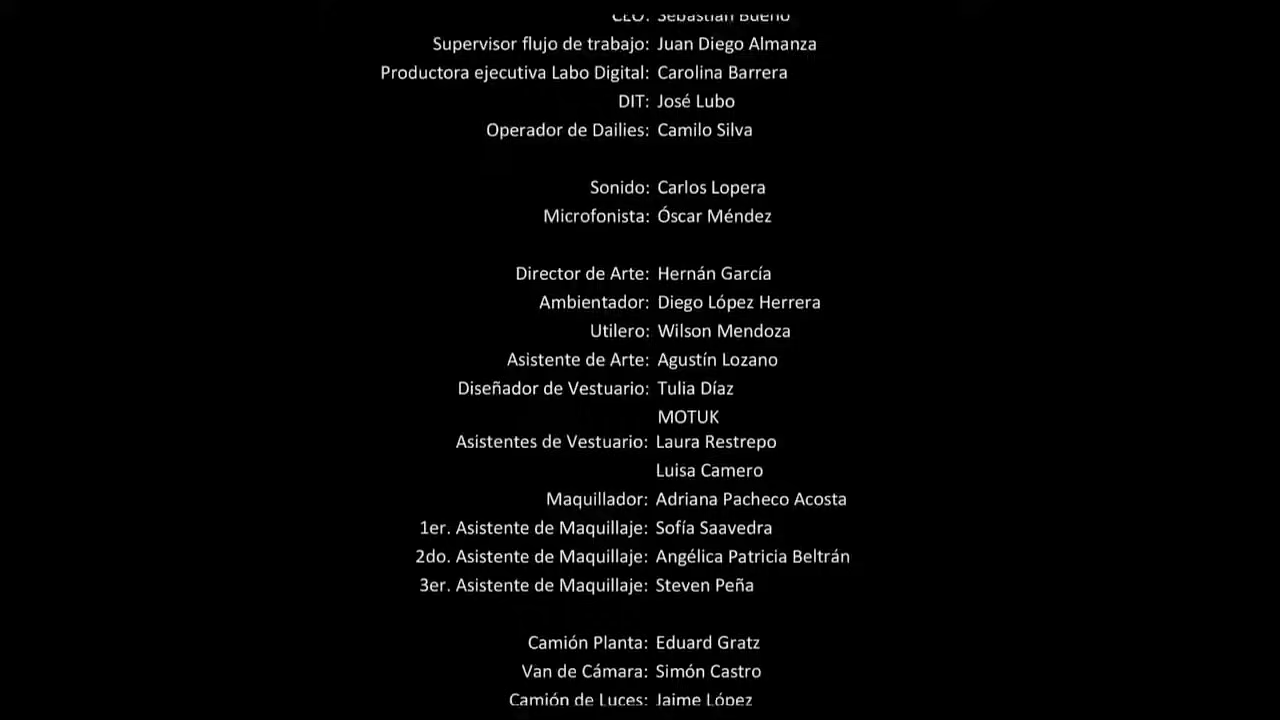 CEO: Sebastián Bueno
Supervisor flujo de trabajo: Juan Diego Almanza
Productora ejecutiva Labo Digital: Carolina Barrera
DIT: José Lubo
Operador de Dailies: Camilo Silva
Sonido: Carlos Lopera
Microfonista: Óscar Méndez
Director de Arte: Hernán García
Ambientador: Diego López Herrera
Utilero: Wilson Mendoza
Asistente de Arte: Agustín Lozano
Diseñador de Vestuario: Tulia Díaz
MOTUK
Asistentes de Vestuario: Laura Restrepo
Luisa Camero
Maquillador: Adriana Pacheco Acosta
1er. Asistente de Maquillaje: Sofía Saavedra
2do. Asistente de Maquillaje: Angélica Patricia Beltrán
3er. Asistente de Maquillaje: Steven Peña
Camión Planta: Eduard Gratz
Van de Cámara: Simón Castro
Camión de Luces: Jaime López